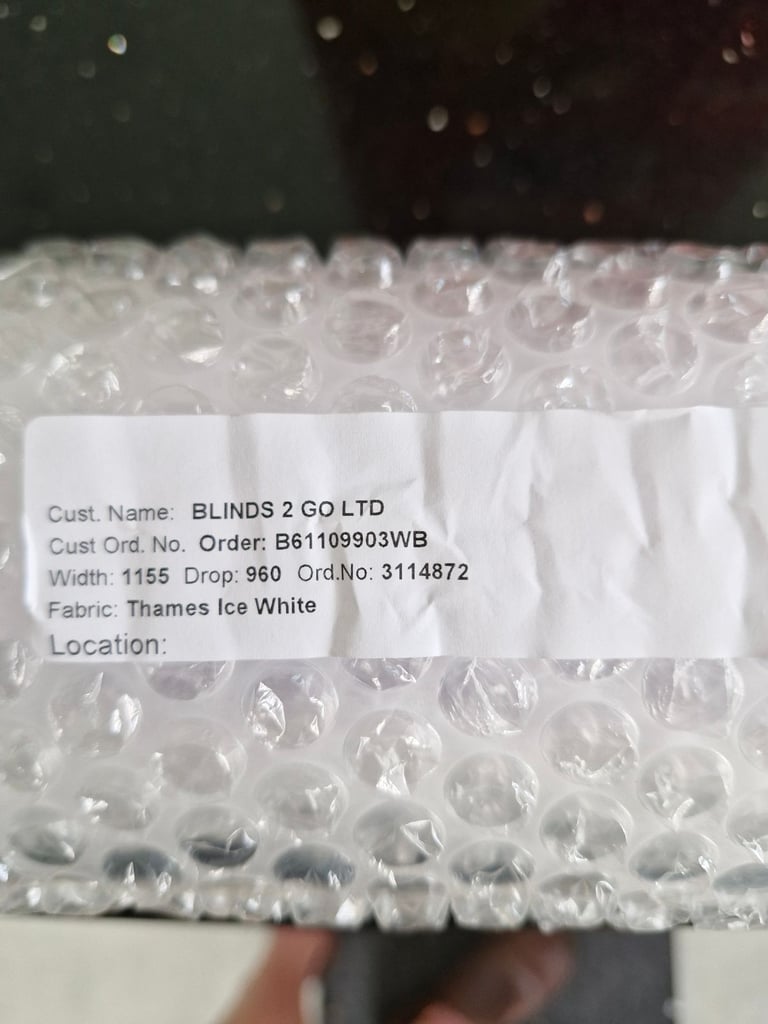 Cust. Name: BLINDS 2 GO LTD
Cust Ord. No. Order: B61109903WB
Width: 1155 Drop: 960 Ord.No: 3114872
Fabric: Thames Ice White
Location: